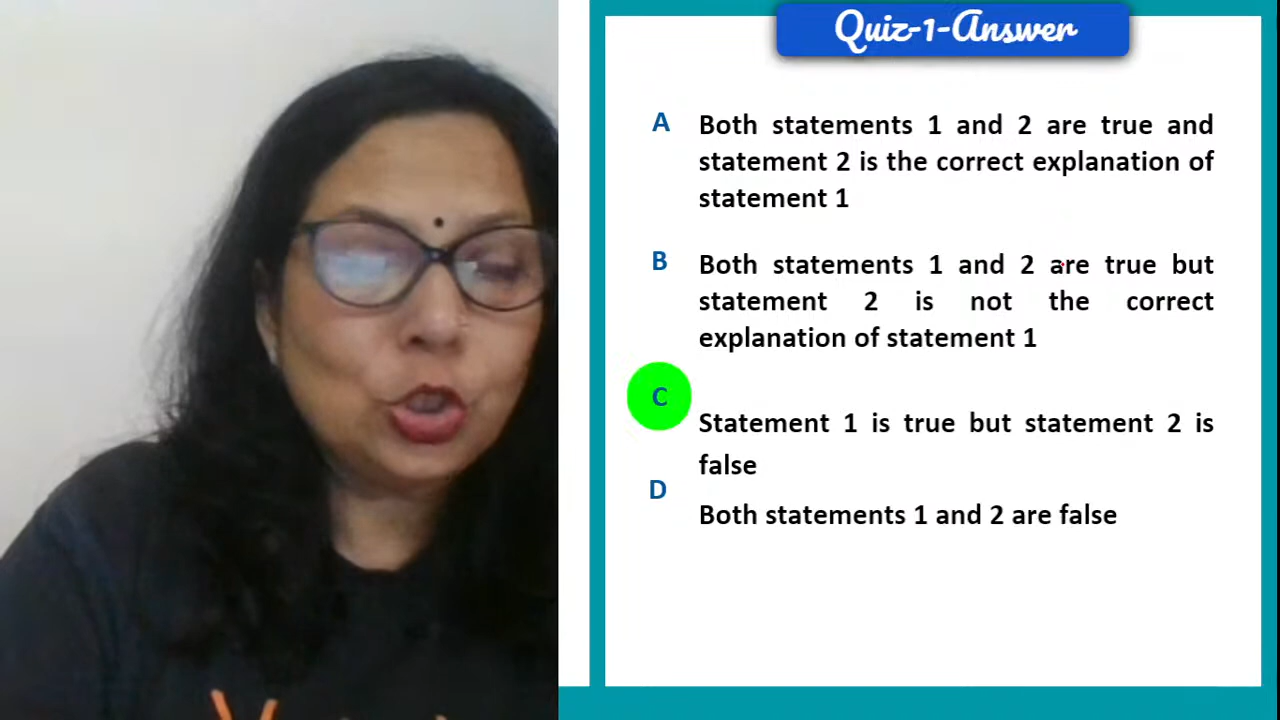 Quiz-1-Answer
A Both statements 1 and 2 are true and
statement 2 is the correct explanation of
statement 1
B Both statements 1 and 2 are true but
statement 2 is not the correct
explanation of statement 1
C
Statement 1 is true but statement 2 is
false
D
Both statements 1 and 2 are false